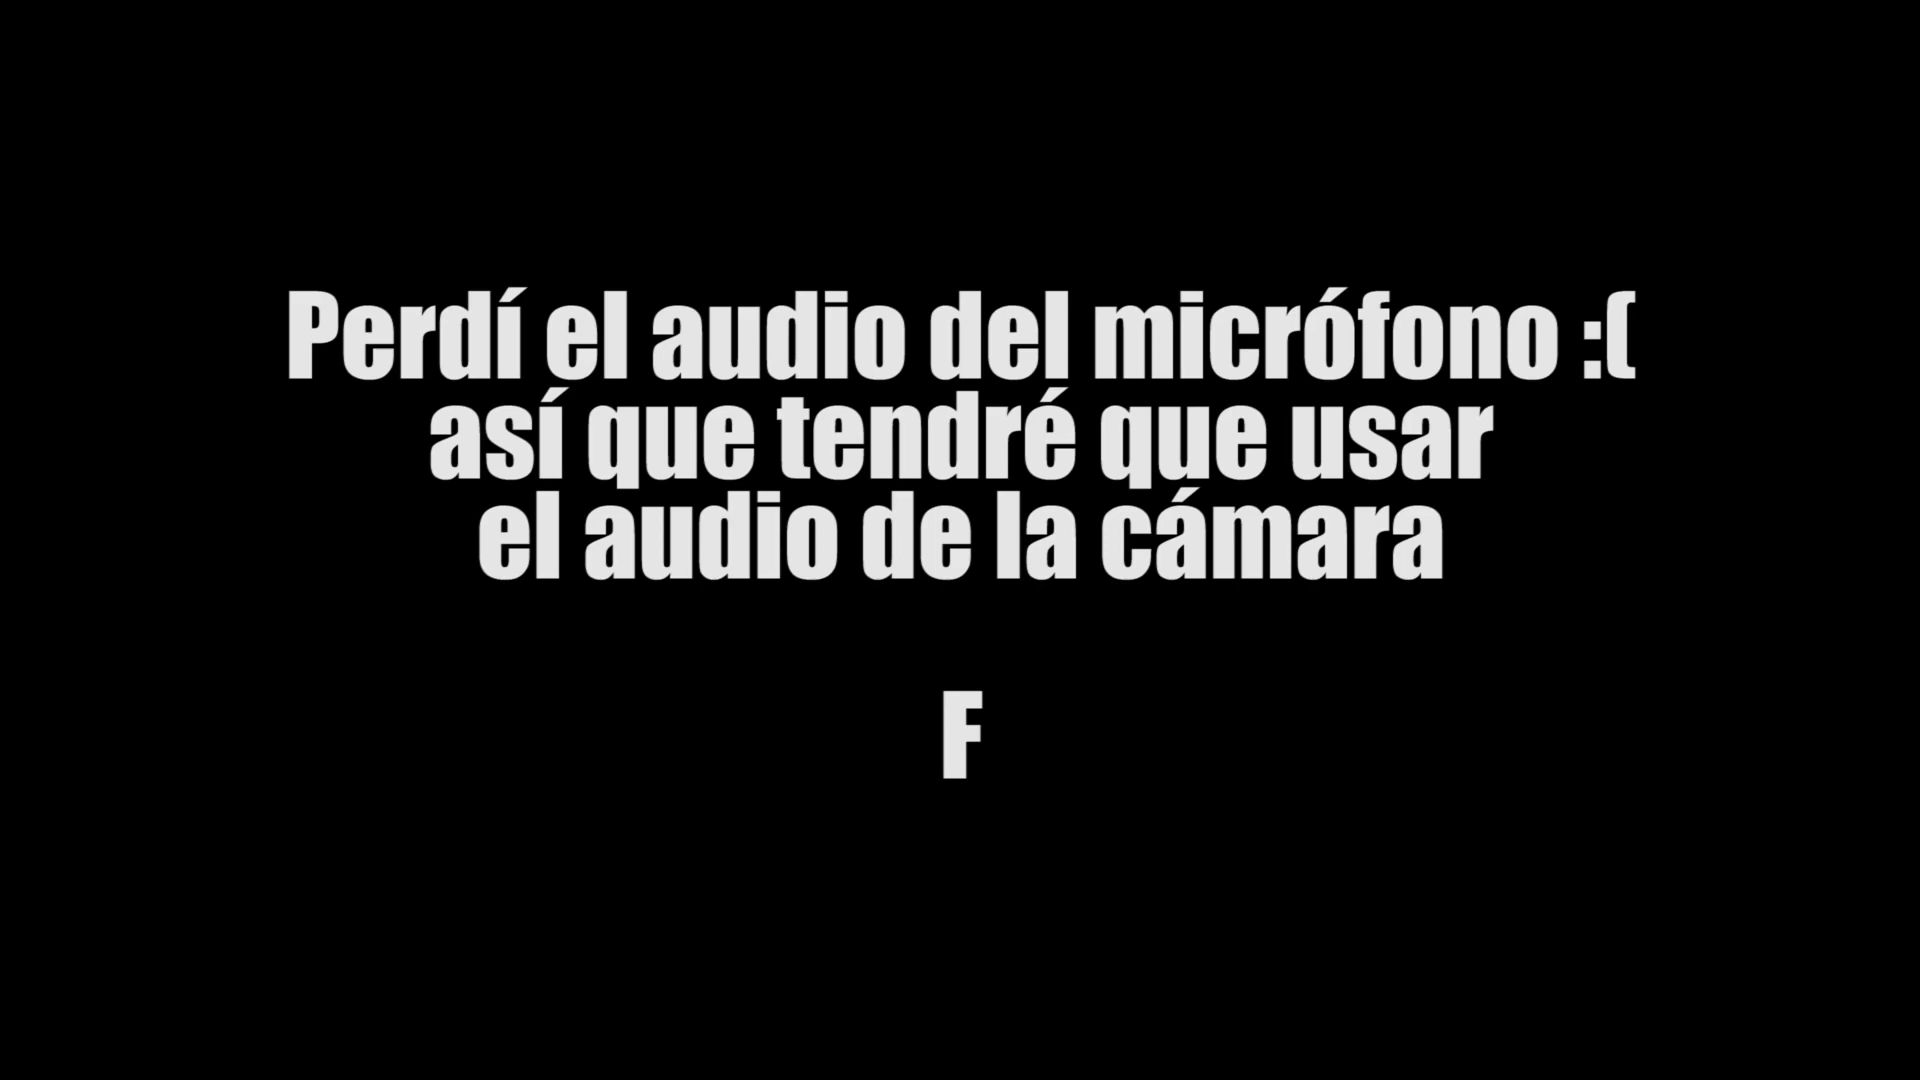 Perdí el audio del micrófono :(
así que tendré que usar
el audio de la cámara
F